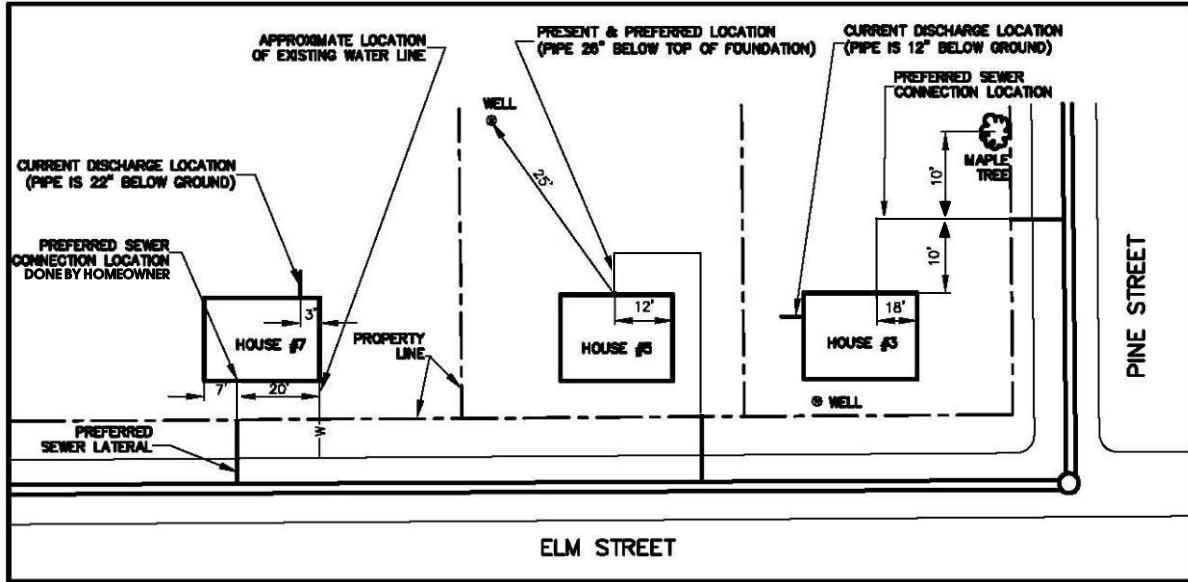 APPROXIMATE LOCATION
OF EXISTING WATER LINE
PRESENT & PREFERRED LOCATION
(PIPE 26" BELOW TOP OF FOUNDATION)
CURRENT DISCHARGE LOCATION
(PIPE IS 12" BELOW GROUND)
PREFERRED SEWER
CONNECTION LOCATION
WELL
MAPLE
TREE
CURRENT DISCHARGE LOCATION
(PIPE IS 22" BELOW GROUND)
25'
10'
10'
PREFERRED SEWER
CONNECTION LOCATION
DONE BY HOMEOWNER
3'
12'
18'
HOUSE #7
PROPERTY
LINE
HOUSE #5
HOUSE #3
PINE STREET
7'
20'
WELL
PREFERRED
SEWER LATERAL
W
ELM STREET